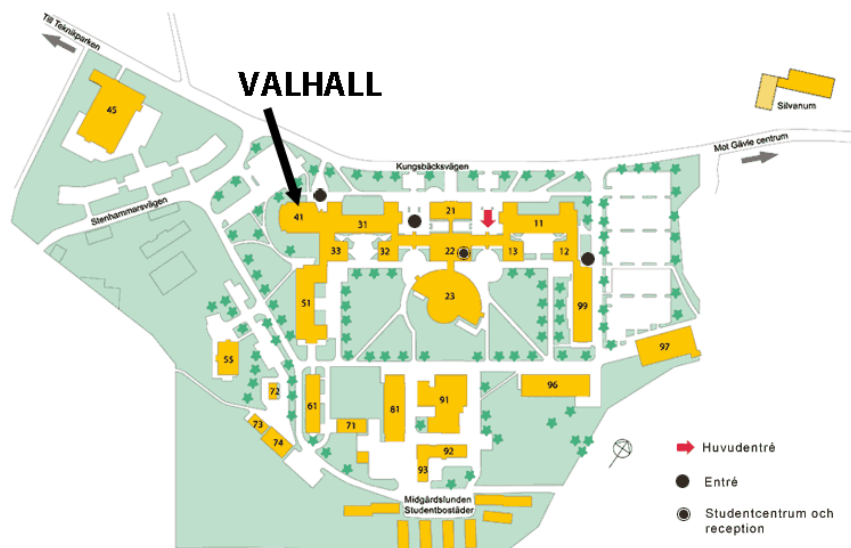 Till Teknikparken
VALHALL
45
Silvanum
Mot Gävle centrum
Kungsbäcksvägen
Stenhammarsvägen
41
31
21
11
33
32
22
13
12
51
23
99
55
97
72
61
81
91
96
73
74
71
92
93
Huvudentré
Entré
Studentcentrum och
reception
Midgårdslunden
Studentbostäder